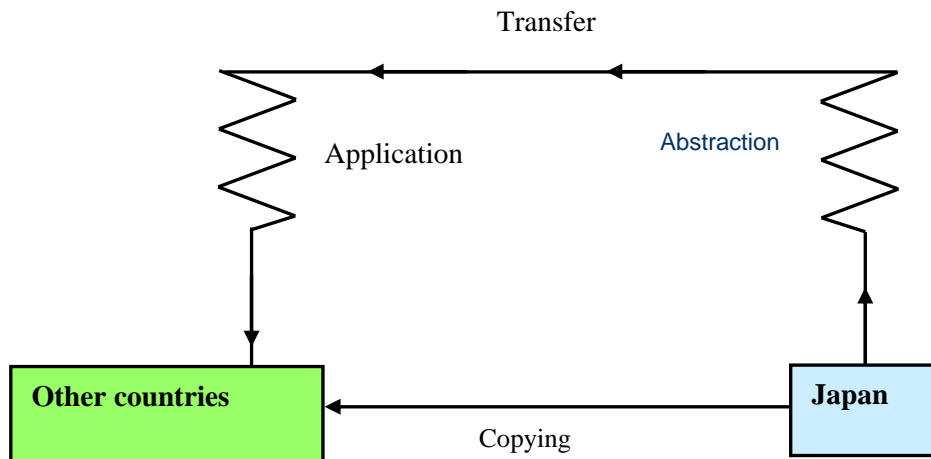 Transfer
Application
Abstraction
Other countries
Japan
Copying